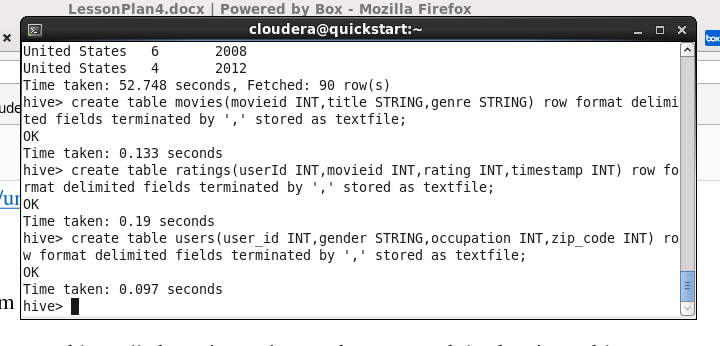 LessonPlan4.docx | Powered by Box - Mozilla Firefox
cloudera@quickstart:~
United States   6       2008
United States   4       2012
Time taken: 52.748 seconds, Fetched: 90 row(s)
hive> create table movies(movieid INT,title STRING,genre STRING) row format delimi
ted fields terminated by ',' stored as textfile;
OK
Time taken: 0.133 seconds
hive> create table ratings(userId INT,movieid INT,rating INT,timestamp INT) row fo
rmat delimited fields terminated by ',' stored as textfile;
OK
Time taken: 0.19 seconds
hive> create table users(user_id INT,gender STRING,occupation INT,zip_code INT) ro
w format delimited fields terminated by ',' stored as textfile;
OK
Time taken: 0.097 seconds
hive>
box